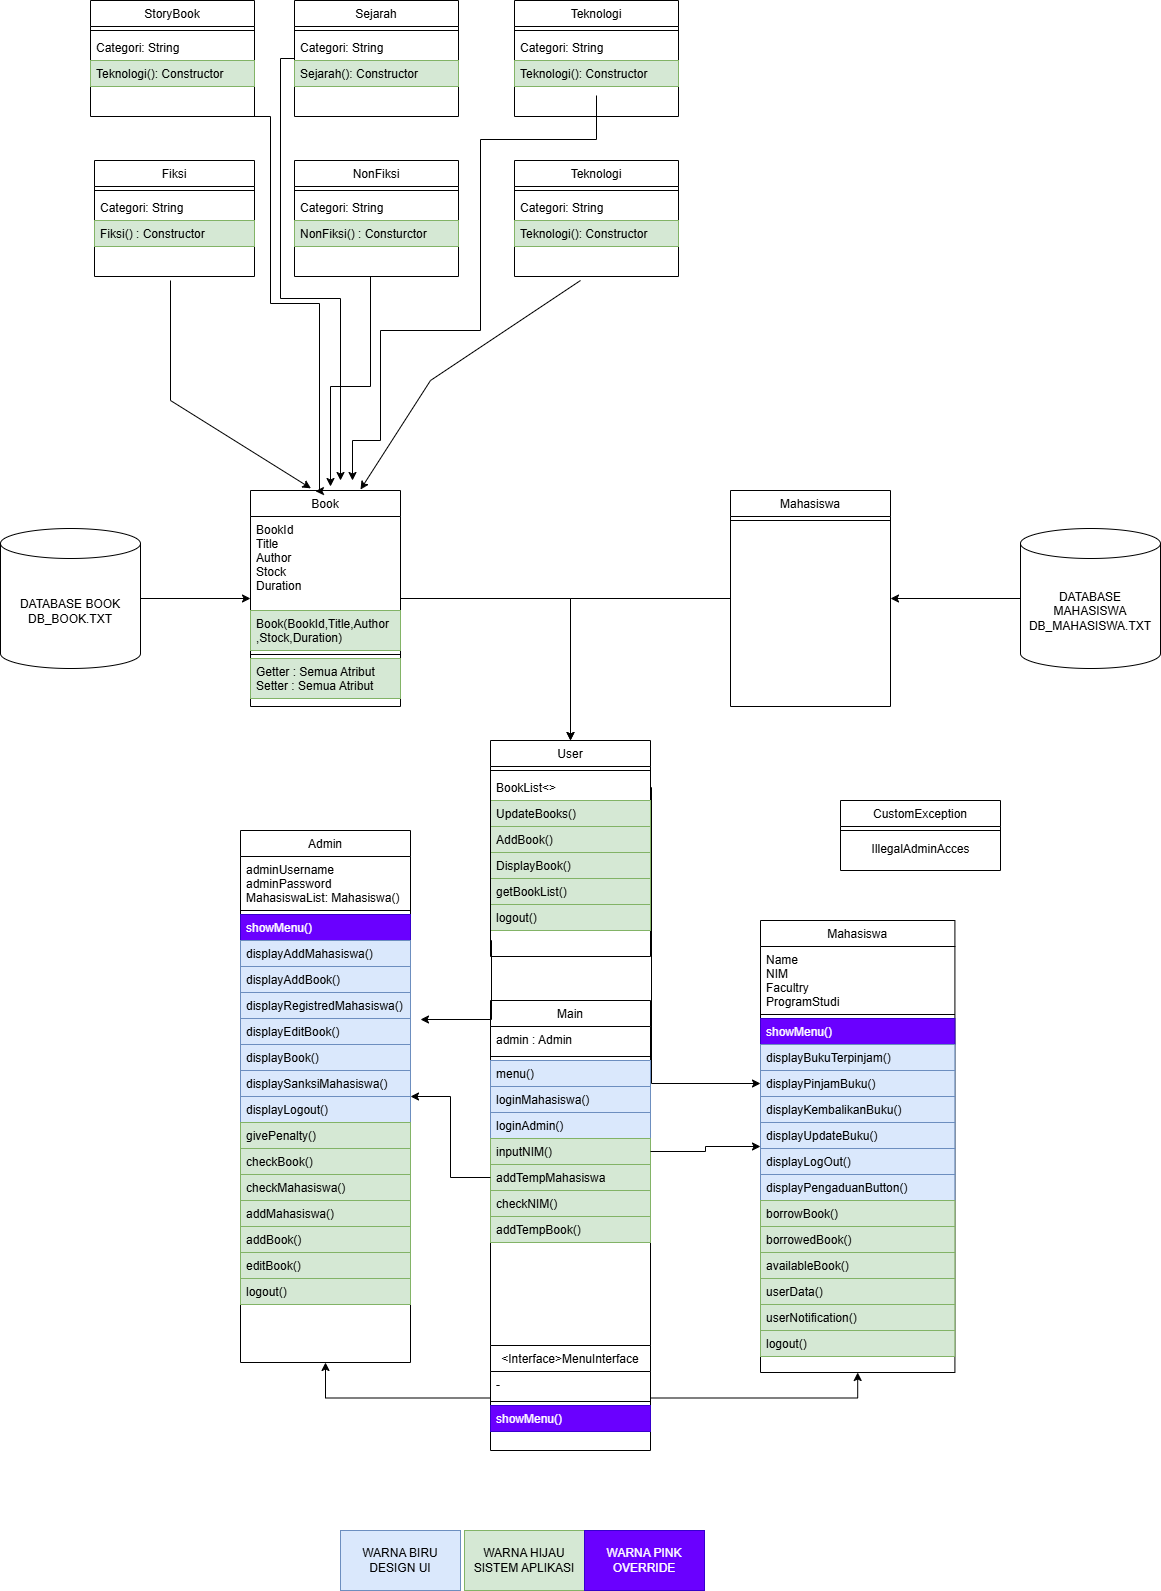 StoryBook
Categori: String
Teknologi(): Constructor
Sejarah
Categori: String
Sejarah(): Constructor
Teknologi
Categori: String
Teknologi(): Constructor
Fiksi
Categori: String
Fiksi() : Constructor
NonFiksi
Categori: String
NonFiksi() : Consturctor
Teknologi
Categori: String
Teknologi(): Constructor
DATABASE BOOK
DB_BOOK.TXT
Book
BookId
Title
Author
Stock
Duration
Book(BookId,Title,Author
,Stock,Duration)
Getter : Semua Atribut
Setter : Semua Atribut
Mahasiswa
DATABASE
MAHASISWA
DB_MAHASISWA.TXT
User
BookList<>
UpdateBooks()
AddBook()
DisplayBook()
getBookList()
logout()
CustomException
IllegalAdminAcces
Admin
adminUsername
adminPassword
MahasiswaList: Mahasiswa()
showMenu()
displayAddMahasiswa()
displayAddBook()
displayRegistredMahasiswa()
displayEditBook()
displayBook()
displaySanksiMahasiswa()
displayLogout()
givePenalty()
checkBook()
checkMahasiswa()
addMahasiswa()
addBook()
editBook()
logout()
Main
admin : Admin
menu()
loginMahasiswa()
loginAdmin()
inputNIM()
addTempMahasiswa
checkNIM()
addTempBook()
Mahasiswa
Name
NIM
Facultry
ProgramStudi
showMenu()
displayBukuTerpinjam()
displayPinjamBuku()
displayKembalikanBuku()
displayUpdateBuku()
displayLogOut()
displayPengaduanButton()
borrowBook()
borrowedBook()
availableBook()
userData()
userNotification()
logout()
<Interface>MenuInterface
-
showMenu()
WARNA BIRU
DESIGN UI
WARNA HIJAU
SISTEM APLIKASI
WARNA PINK
OVERRIDE